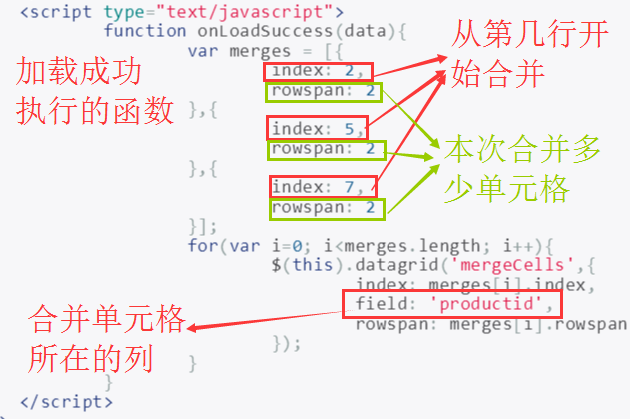 <script type="text/javascript">
function onLoadSuccess(data){
var merges = [{
index: 2,
rowspan: 2
},{
index: 5,
rowspan: 2
},{
index: 7,
rowspan: 2
}];
for(var i=0; i<merges.length; i++){
$(this).datagrid('mergeCells',{
index: merges[i].index,
field: 'productid',
rowspan: merges[i].rowspan
});
}
}
</script>
加载成功
执行的函数
从第几行开
始合并
本次合并多
少单元格
合并单元格
所在的列